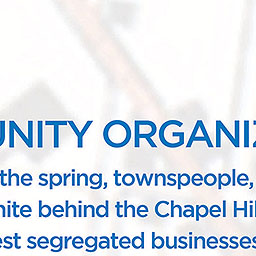 UNITY ORGANIZ
the spring, townspeople,
nite behind the Chapel Hil
est segregated businesses